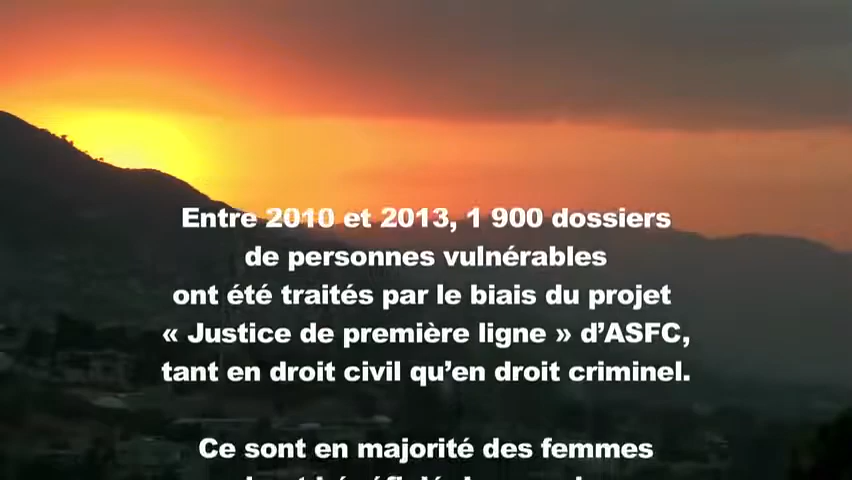 Entre 2010 et 2013, 1 900 dossiers
de personnes vulnérables
ont été traités par le biais du projet
« Justice de première ligne » d’ASFC,
tant en droit civil qu’en droit criminel.
Ce sont en majorité des femmes